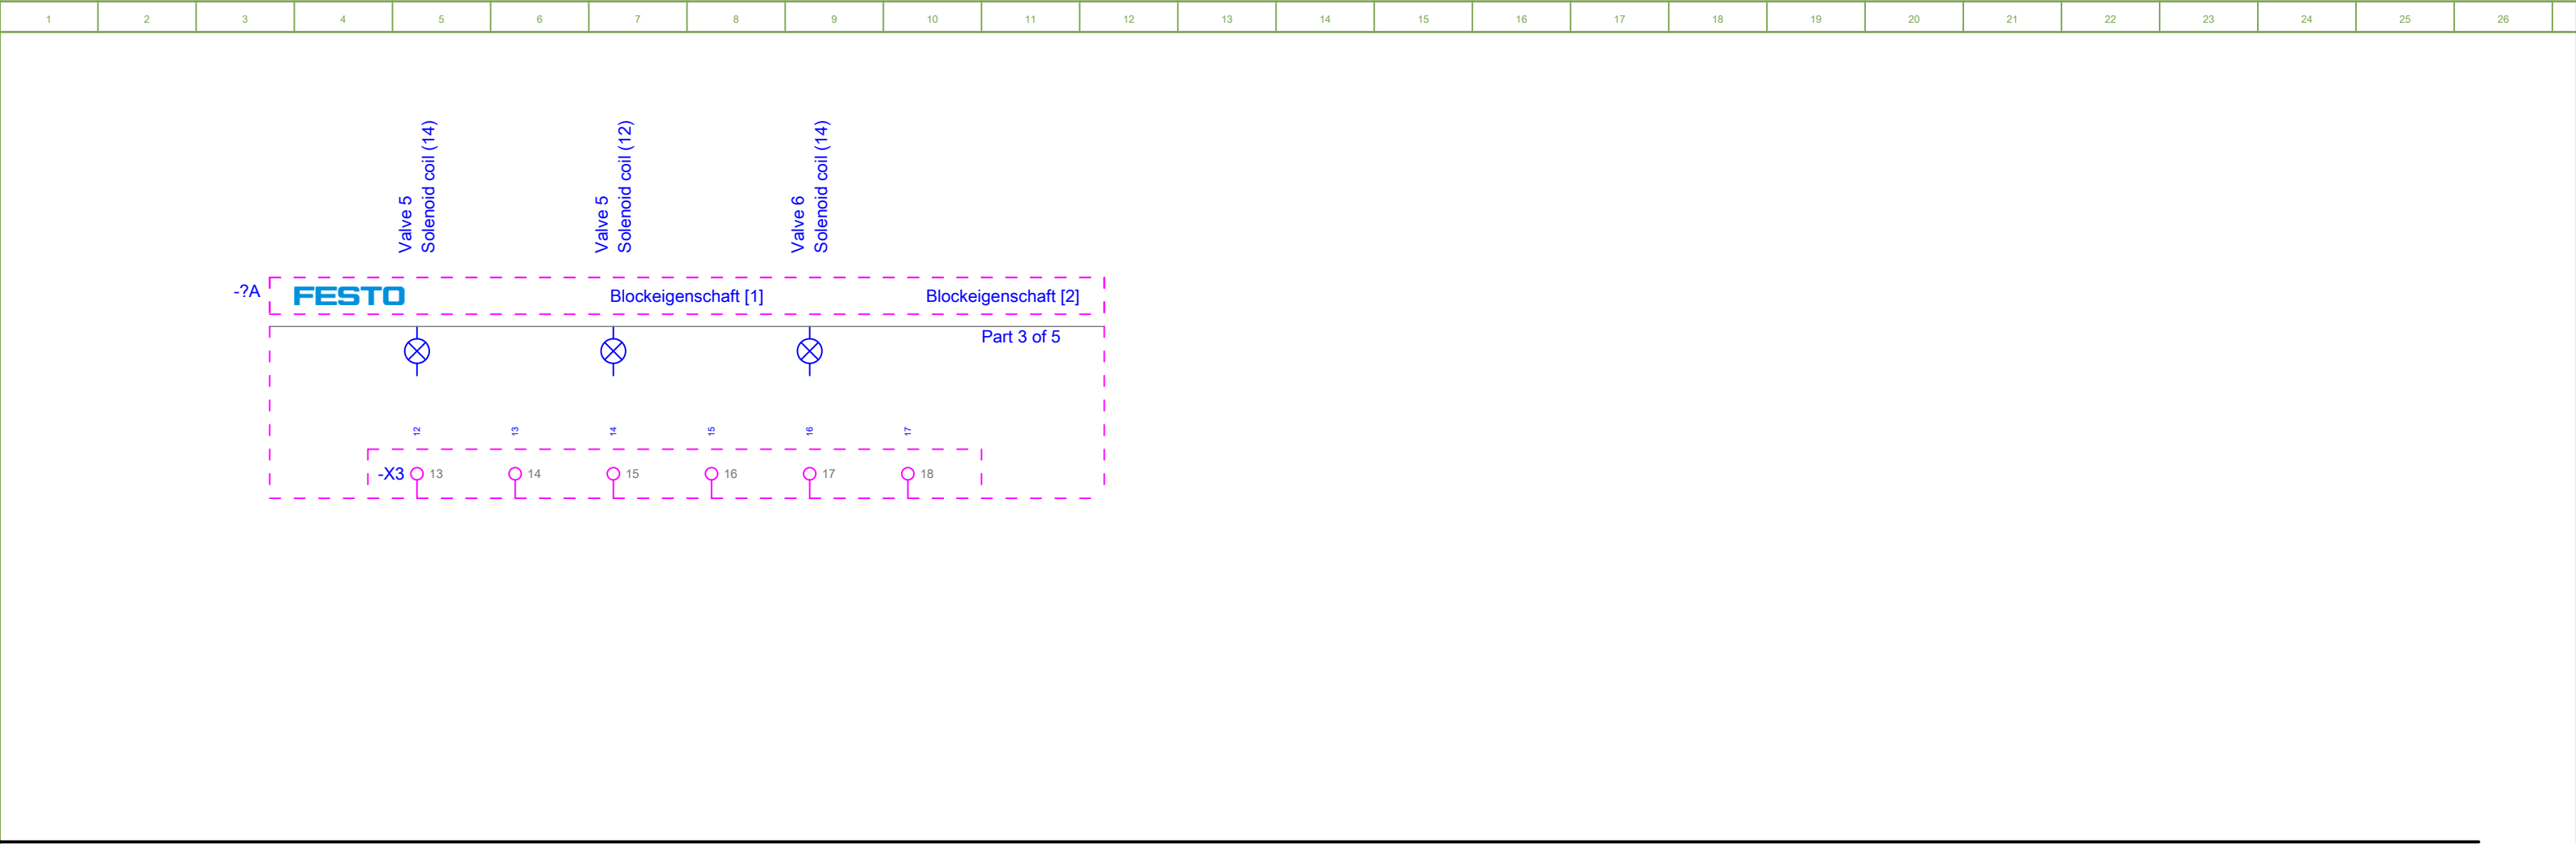 1 2 3 4 5 6 7 8 9 10 11 12 13 14 15 16 17 18 19 20 21 22 23 24 25 26
Valve 5
Solenoid coil (14)
Valve 5
Solenoid coil (12)
Valve 6
Solenoid coil (14)
-?A FESTO Blockeigenschaft [1] Blockeigenschaft [2]
Part 3 of 5
12 13 14 15 16 17
-X3 13 14 15 16 17 18